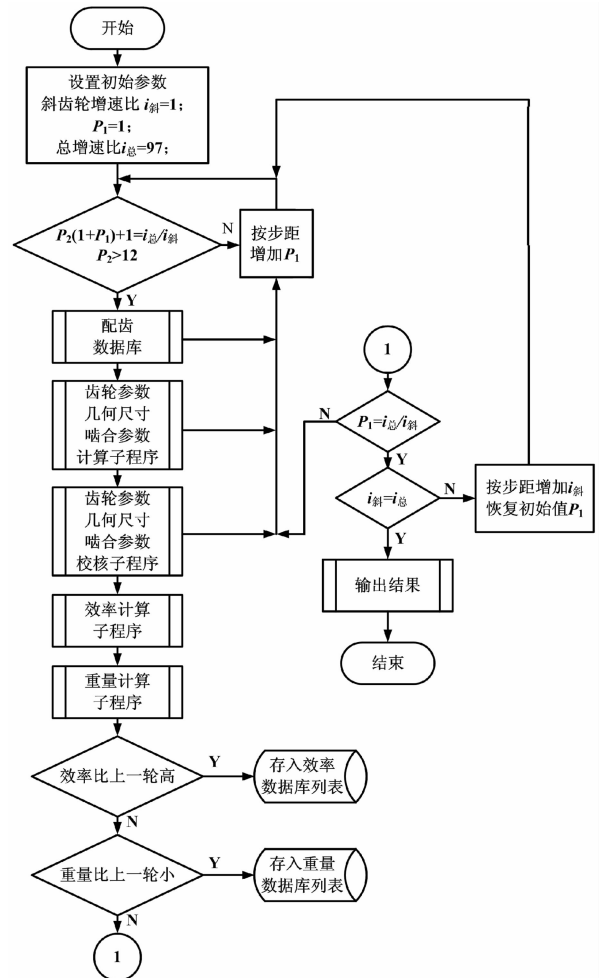 开始
设置初始参数
斜齿轮增速比 i斜=1；
P1=1；
总增速比i总=97；
P2(1+P1)+1=i总/i斜
P2>12
N
按步距
增加P1
Y
配齿
数据库
齿轮参数
几何尺寸
啮合参数
计算子程序
齿轮参数
几何尺寸
啮合参数
校核子程序
效率计算
子程序
重量计算
子程序
效率比上一轮高
Y
存入效率
数据库列表
N
重量比上一轮小
Y
存入重量
数据库列表
N
1
1
P1=i总/i斜
N
Y
i斜=i总
N
按步距增加i斜
恢复初始值P1
Y
输出结果
结束